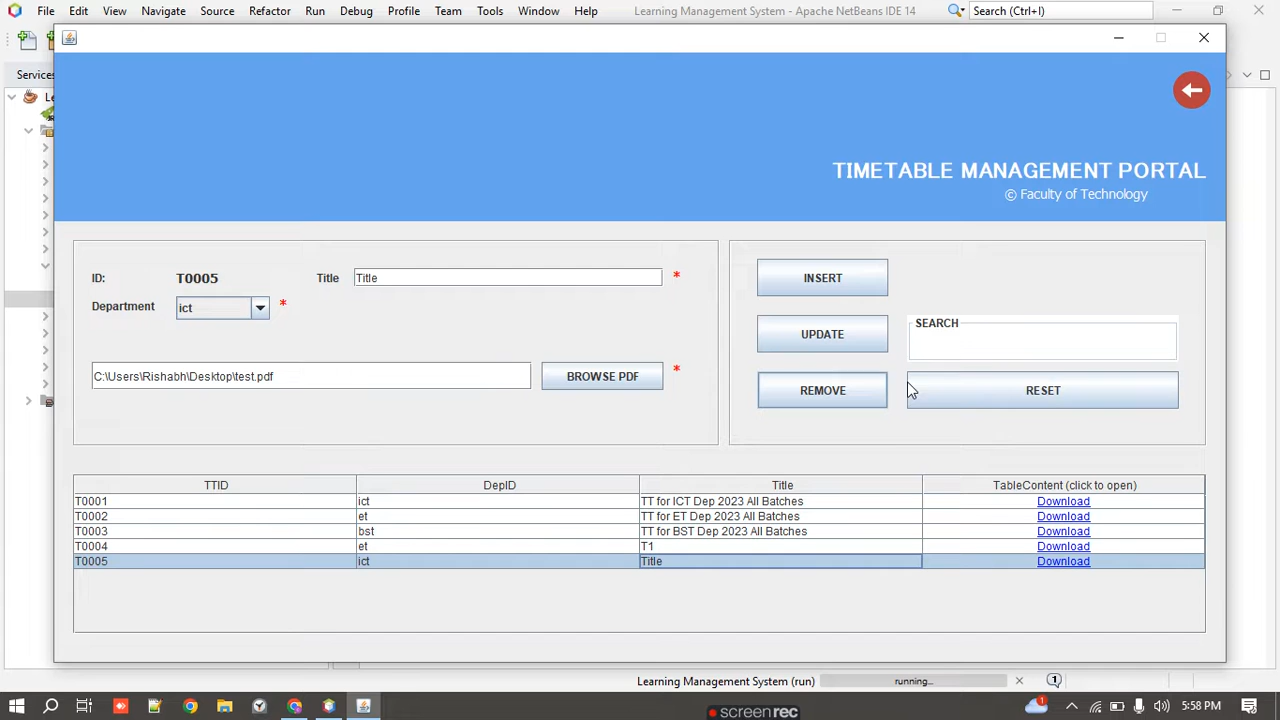 File Edit View Navigate Source Refactor Run Debug Profile Team Tools Window Help Learning Management System - Apache NetBeans IDE 14 Search (Ctrl+I)
Services
TIMETABLE MANAGEMENT PORTAL
© Faculty of Technology
ID: T0005 Title Title *
Department ict *
C:\Users\Rishabh\Desktop\test.pdf BROWSE PDF *
INSERT
UPDATE
REMOVE
SEARCH
RESET
TTID DepID Title TableContent (click to open)
T0001 ict TT for ICT Dep 2023 All Batches Download
T0002 et TT for ET Dep 2023 All Batches Download
T0003 bst TT for BST Dep 2023 All Batches Download
T0004 et T1 Download
T0005 ict Title Download
Learning Management System (run) running... 1
1 5:58 PM
screenrec